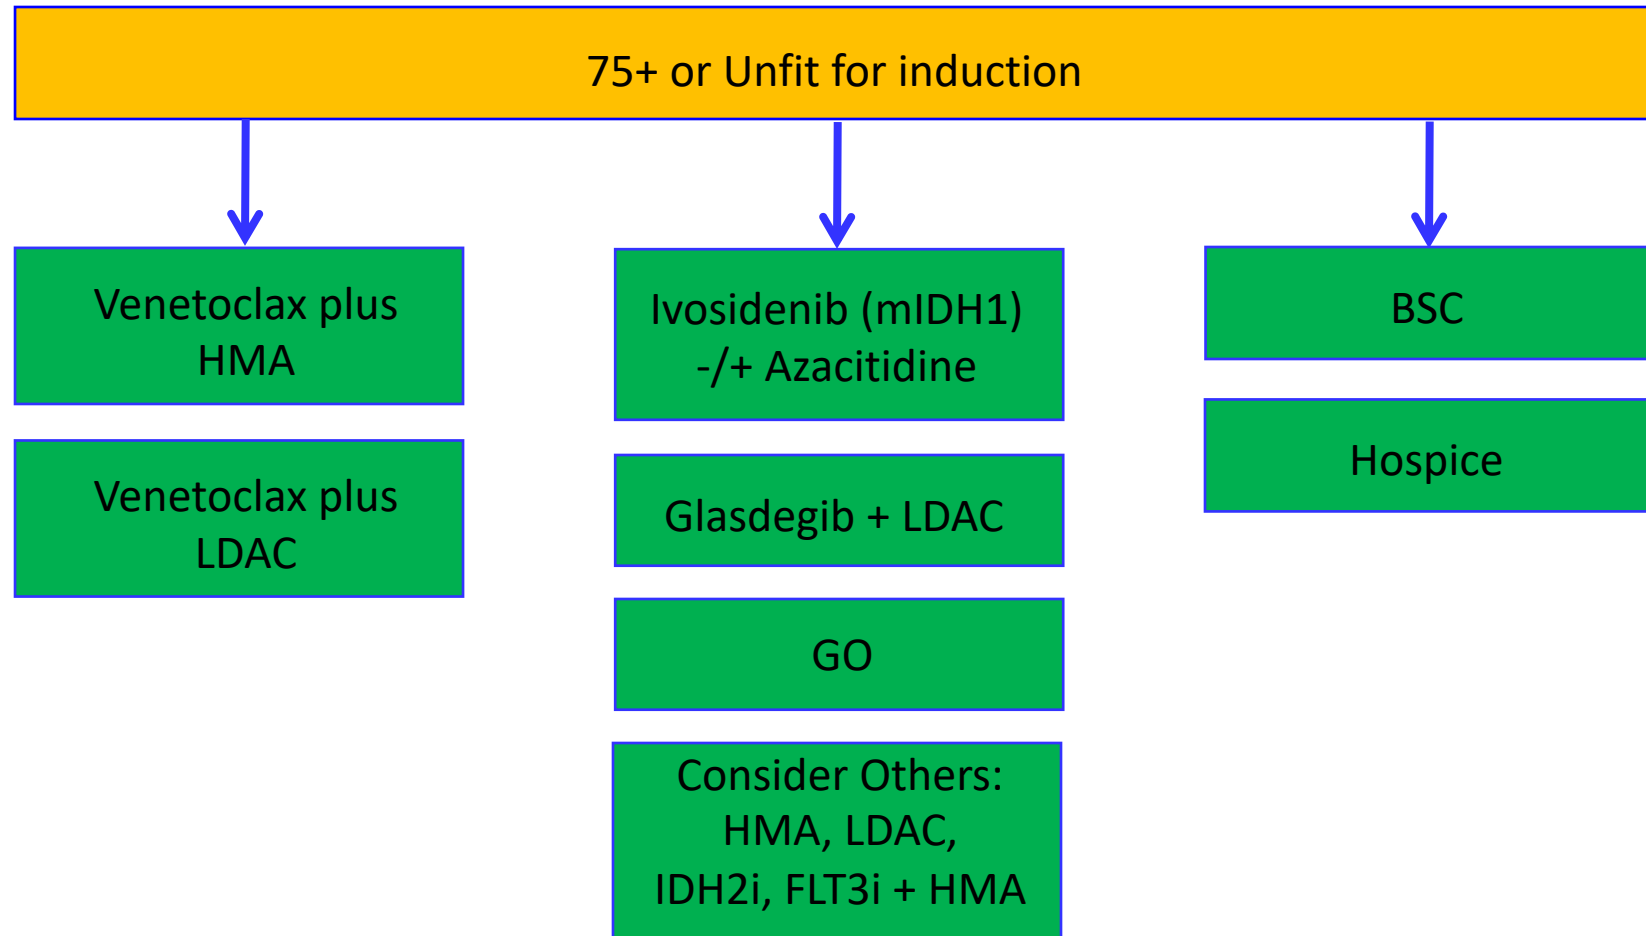 75+ or Unfit for induction
Venetoclax plus
HMA
Venetoclax plus
LDAC
Ivosidenib (mIDH1)
-/+ Azacitidine
Glasdegib + LDAC
GO
Consider Others:
HMA, LDAC,
IDH2i, FLT3i + HMA
BSC
Hospice